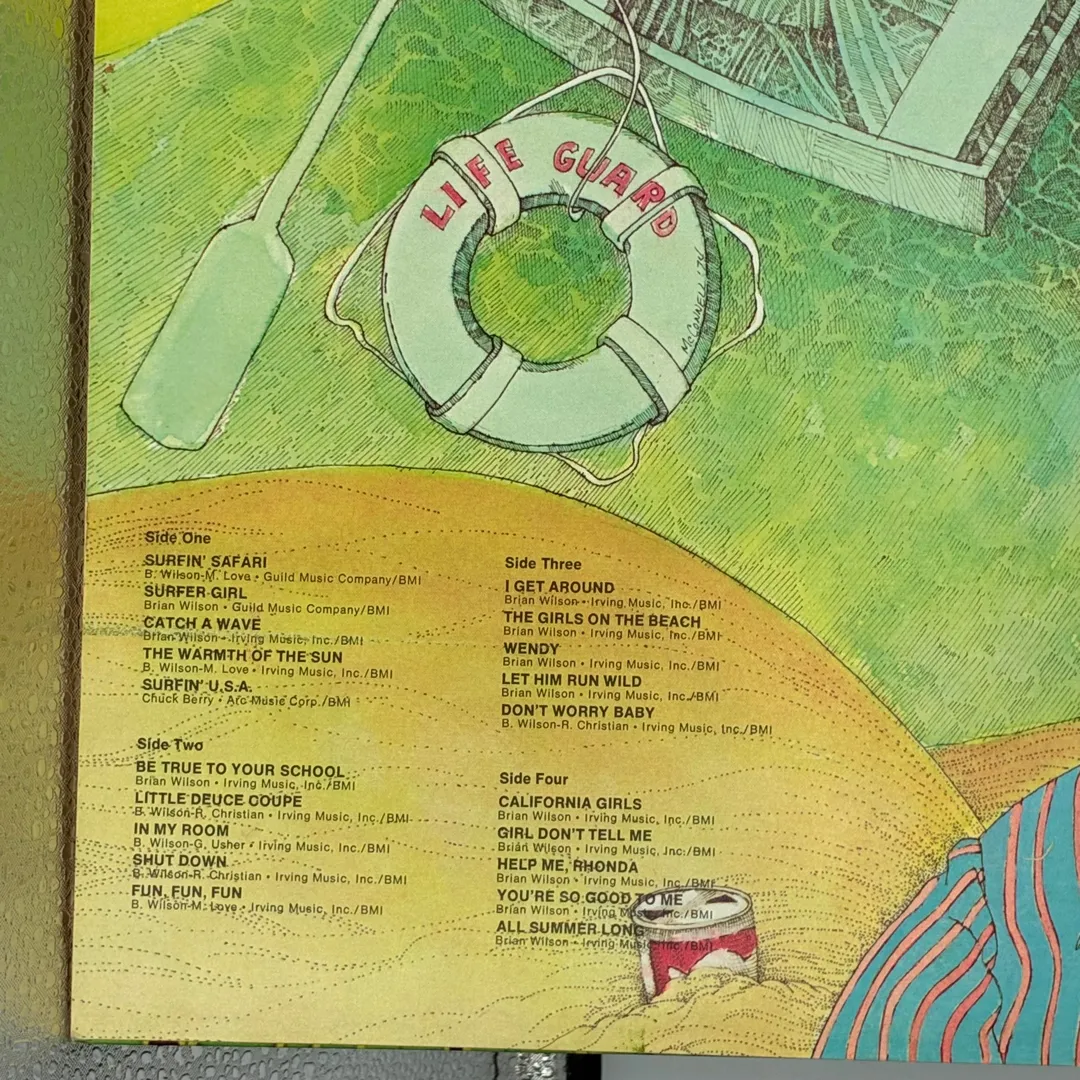 LIFE GUARD
McCONNELL '74
Side One
SURFIN' SAFARI
B. Wilson-M. Love • Guild Music Company/BMI
SURFER GIRL
Brian Wilson • Guild Music Company/BMI
CATCH A WAVE
Brian Wilson • Irving Music, Inc./BMI
THE WARMTH OF THE SUN
B. Wilson-M. Love • Irving Music, Inc./BMI
SURFIN' U.S.A.
Chuck Berry • Arc Music Corp./BMI
Side Two
BE TRUE TO YOUR SCHOOL
Brian Wilson • Irving Music, Inc./BMI
LITTLE DEUCE COUPE
B. Wilson-R. Christian • Irving Music, Inc./BMI
IN MY ROOM
B. Wilson-G. Usher • Irving Music, Inc./BMI
SHUT DOWN
B. Wilson-R. Christian • Irving Music, Inc./BMI
FUN, FUN, FUN
B. Wilson-M. Love • Irving Music, Inc./BMI
Side Three
I GET AROUND
Brian Wilson • Irving Music, Inc./BMI
THE GIRLS ON THE BEACH
Brian Wilson • Irving Music, Inc./BMI
WENDY
Brian Wilson • Irving Music, Inc./BMI
LET HIM RUN WILD
Brian Wilson • Irving Music, Inc./BMI
DON'T WORRY BABY
B. Wilson-R. Christian • Irving Music, Inc./BMI
Side Four
CALIFORNIA GIRLS
Brian Wilson • Irving Music, Inc./BMI
GIRL DON'T TELL ME
Brian Wilson • Irving Music, Inc./BMI
HELP ME, RHONDA
Brian Wilson • Irving Music, Inc./BMI
YOU'RE SO GOOD TO ME
Brian Wilson • Irving Music, Inc./BMI
ALL SUMMER LONG
Brian Wilson • Irving Music, Inc./BMI